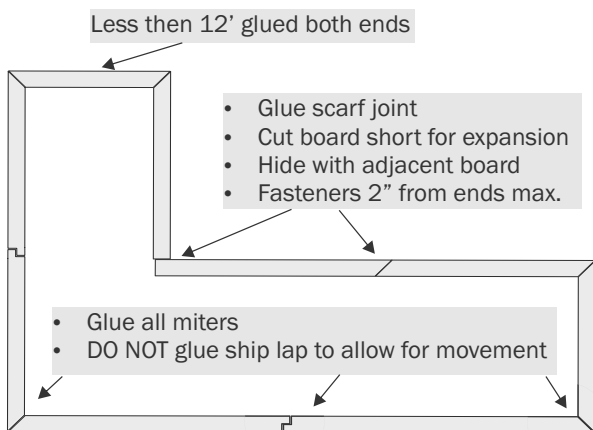 Less then 12’ glued both ends
• Glue scarf joint
• Cut board short for expansion
• Hide with adjacent board
• Fasteners 2” from ends max.
• Glue all miters
• DO NOT glue ship lap to allow for movement